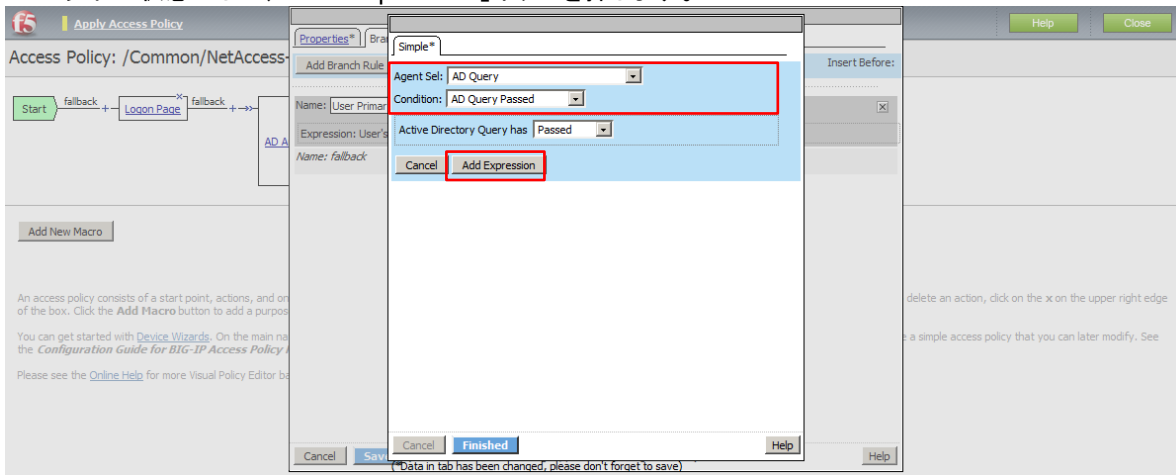 f5
Apply Access Policy
Help
Close
Access Policy: /Common/NetAccess-
Properties*
Simple*
Add Branch Rule
Insert Before:
Agent Sel: AD Query
Condition: AD Query Passed
Start
fallback
+
Logon Page
x
fallback
+
Name: User Primar
Expression: User's
Active Directory Query has Passed
Name: fallback
Cancel
Add Expression
Add New Macro
An access policy consists of a start point, actions, and on
delete an action, click on the x on the upper right edge
of the box. Click the Add Macro button to add a purpos
You can get started with Device Wizards. On the main na
e a simple access policy that you can later modify. See
the Configuration Guide for BIG-IP Access Policy
Please see the Online Help for more Visual Policy Editor ba
Cancel
Finished
Help
Cancel
Sav
Help
(*Data in tab has been changed, please don't forget to save)